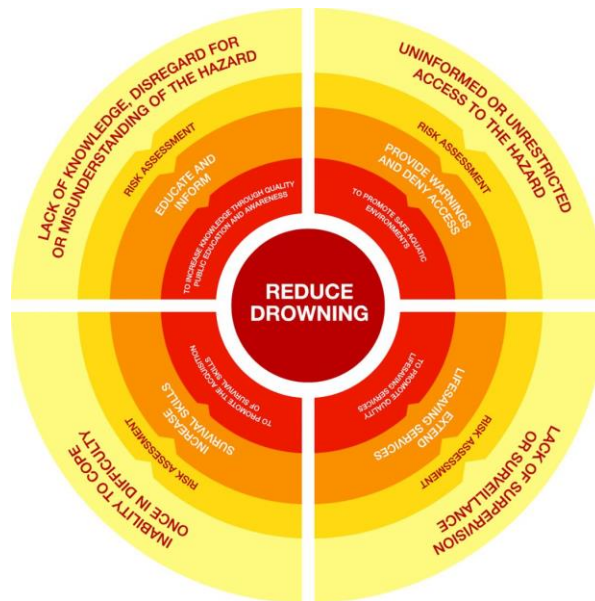 LACK OF KNOWLEDGE, DISREGARD FOR
OR MISUNDERSTANDING OF THE HAZARD
RISK ASSESSMENT
EDUCATE AND
INFORM
TO INCREASE KNOWLEDGE THROUGH QUALITY
PUBLIC EDUCATION AND AWARENESS
UNINFORMED OR UNRESTRICTED
ACCESS TO THE HAZARD
RISK ASSESSMENT
PROVIDE WARNINGS
AND DENY ACCESS
TO PROMOTE SAFE AQUATIC
ENVIRONMENTS
REDUCE
DROWNING
TO PROMOTE THE ACQUISITION
OF SURVIVAL SKILLS
INCREASE
SURVIVAL SKILLS
RISK ASSESSMENT
INABILITY TO COPE
ONCE IN DIFFICULTY
TO PROMOTE QUALITY
LIFESAVING SERVICES
EXTEND
LIFESAVING SERVICES
RISK ASSESSMENT
LACK OF SURPERVISION
OR SURVEILLANCE